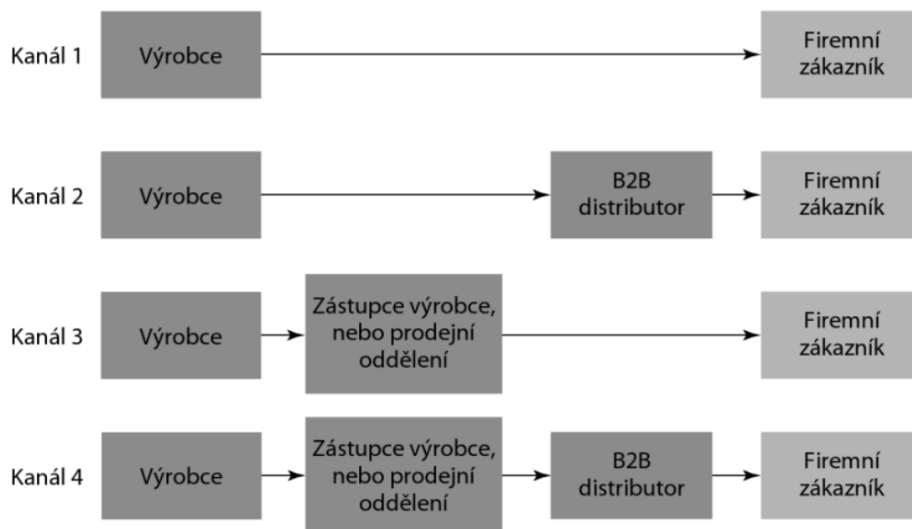 Kanál 1
Výrobce
Firemní
zákazník
Kanál 2
Výrobce
B2B
distributor
Firemní
zákazník
Kanál 3
Výrobce
Zástupce výrobce,
nebo prodejní
oddělení
Firemní
zákazník
Kanál 4
Výrobce
Zástupce výrobce,
nebo prodejní
oddělení
B2B
distributor
Firemní
zákazník